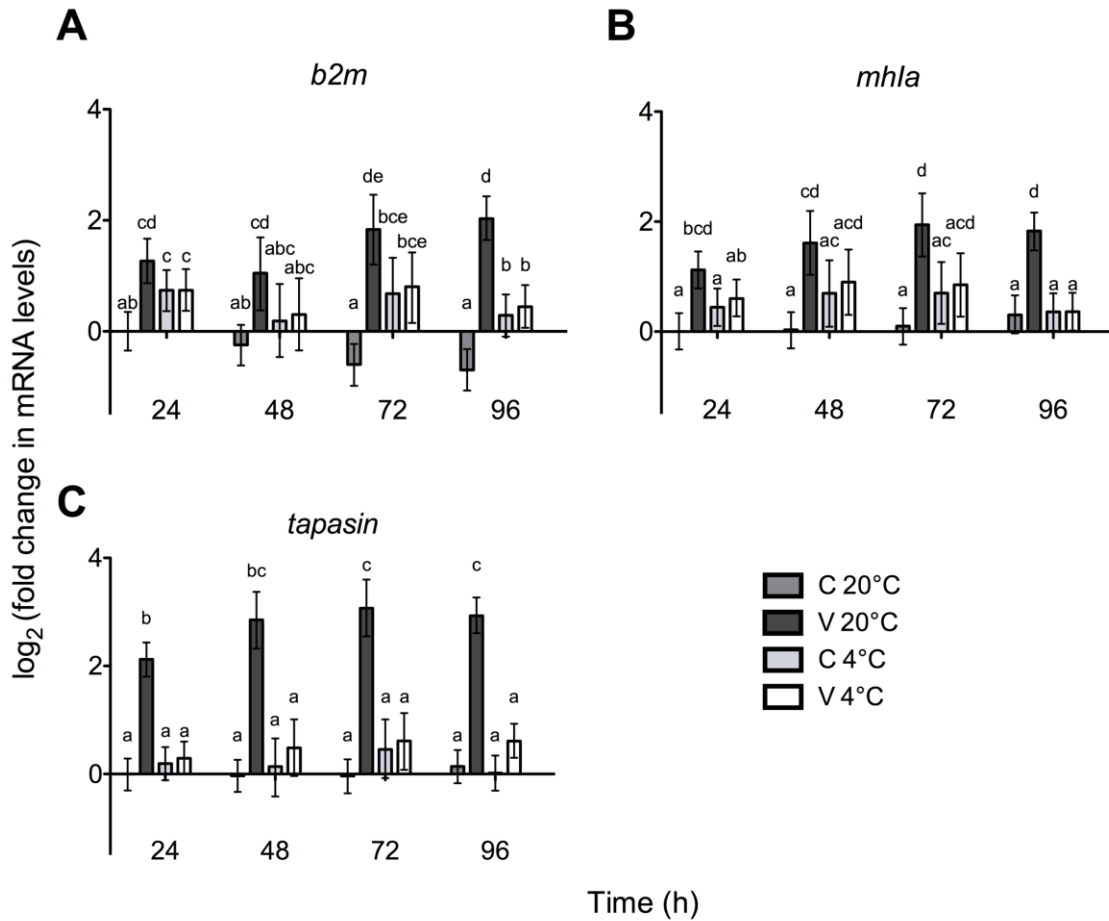 A
b2m
4
2
0
cd
ab
c
c
cd
ab
abc
abc
de
a
bce
bce
d
a
b
b
24 48 72 96
B
mhla
4
2
0
bcd
a
a
ab
cd
a
ac
acd
d
a
ac
acd
d
a
a
a
24 48 72 96
C
tapasin
4
2
0
b
a
a
a
bc
a
a
a
c
a
a
a
c
a
a
a
24 48 72 96
log₂ (fold change in mRNA levels)
Time (h)
C 20°C
V 20°C
C 4°C
V 4°C